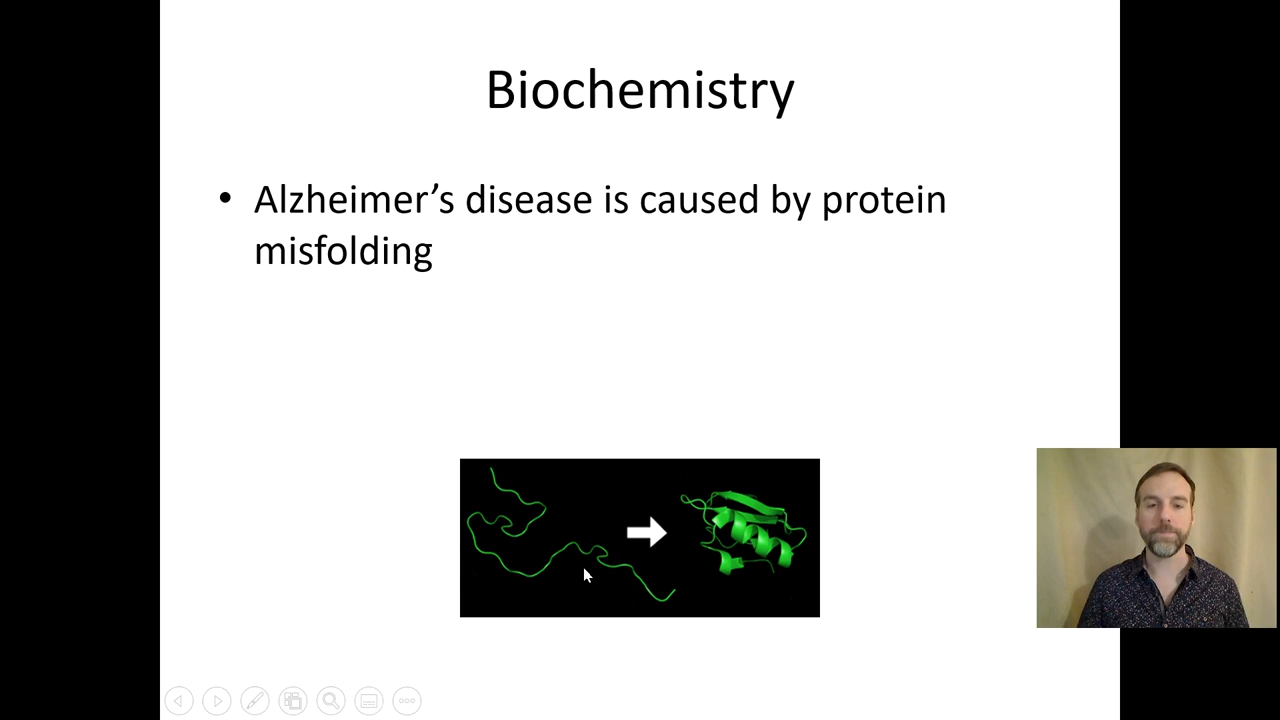 Biochemistry
• Alzheimer’s disease is caused by protein
misfolding